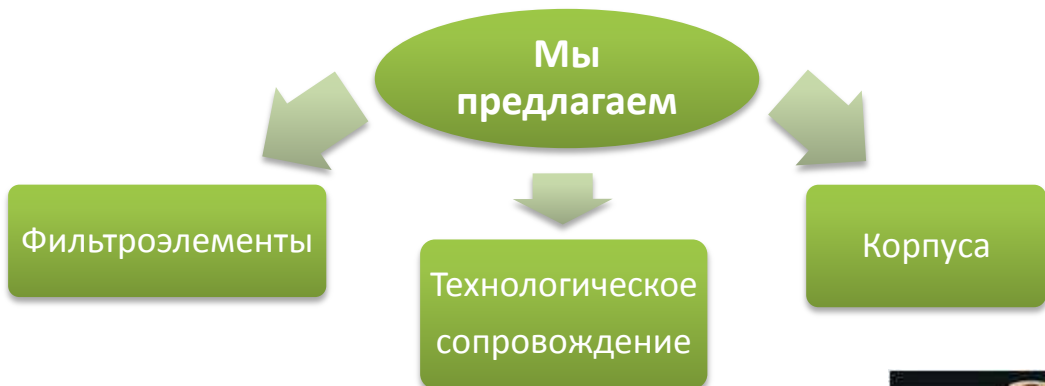 Мы
предлагаем
Фильтроэлементы
Технологическое
сопровождение
Корпуса